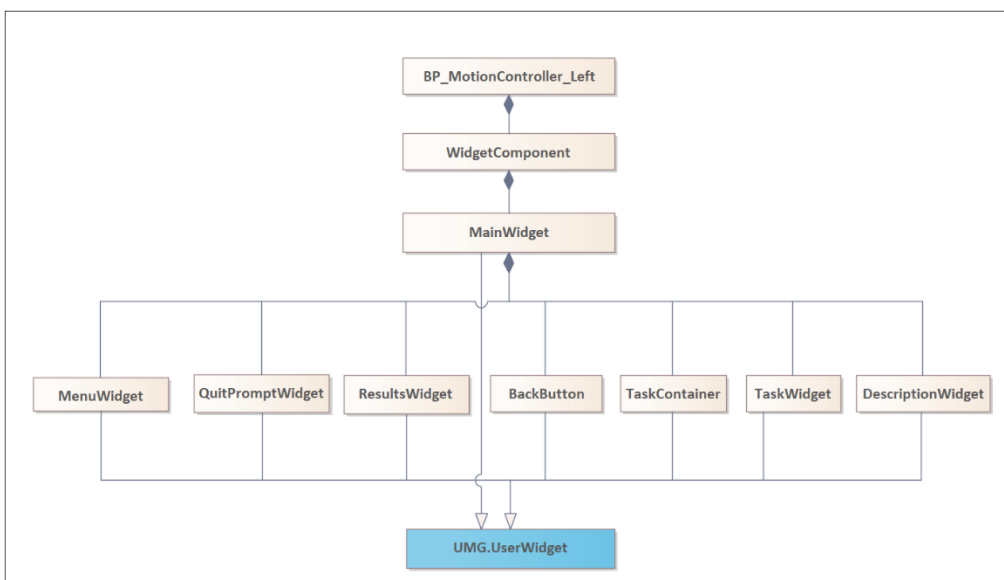 BP_MotionController_Left
WidgetComponent
MainWidget
MenuWidget
QuitPromptWidget
ResultsWidget
BackButton
TaskContainer
TaskWidget
DescriptionWidget
UMG.UserWidget